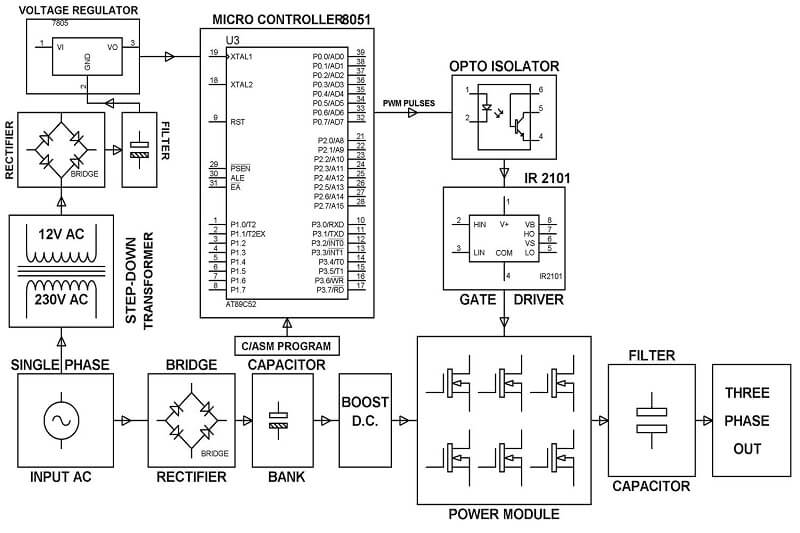 VOLTAGE REGULATOR
7805
1 VI VO 3
GND
2
RECTIFIER
BRIDGE
FILTER
12V AC
230V AC
STEP-DOWN
TRANSFORMER
MICRO CONTROLLER8051
U3
19 XTAL1
18 XTAL2
9 RST
29 PSEN
30 ALE
31 EA
1 P1.0/T2
2 P1.1/T2EX
3 P1.2
4 P1.3
5 P1.4
6 P1.5
7 P1.6
8 P1.7
P0.0/AD0 39
P0.1/AD1 38
P0.2/AD2 37
P0.3/AD3 36
P0.4/AD4 35
P0.5/AD5 34
P0.6/AD6 33
P0.7/AD7 32
P2.0/A8 21
P2.1/A9 22
P2.2/A10 23
P2.3/A11 24
P2.4/A12 25
P2.5/A13 26
P2.6/A14 27
P2.7/A15 28
P3.0/RXD 10
P3.1/TXD 11
P3.2/INT0 12
P3.3/INT1 13
P3.4/T0 14
P3.5/T1 15
P3.6/WR 16
P3.7/RD 17
AT89C52
C/ASM PROGRAM
PWM PULSES
OPTO ISOLATOR
1
2
6
5
4
IR 2101
1
2 HIN V+ VB 8
HO 7
VS 6
3 LIN COM LO 5
4
IR2101
GATE DRIVER
SINGLE PHASE
INPUT AC
BRIDGE
BRIDGE
RECTIFIER
CAPACITOR
BANK
BOOST
D.C.
POWER MODULE
FILTER
CAPACITOR
THREE
PHASE
OUT